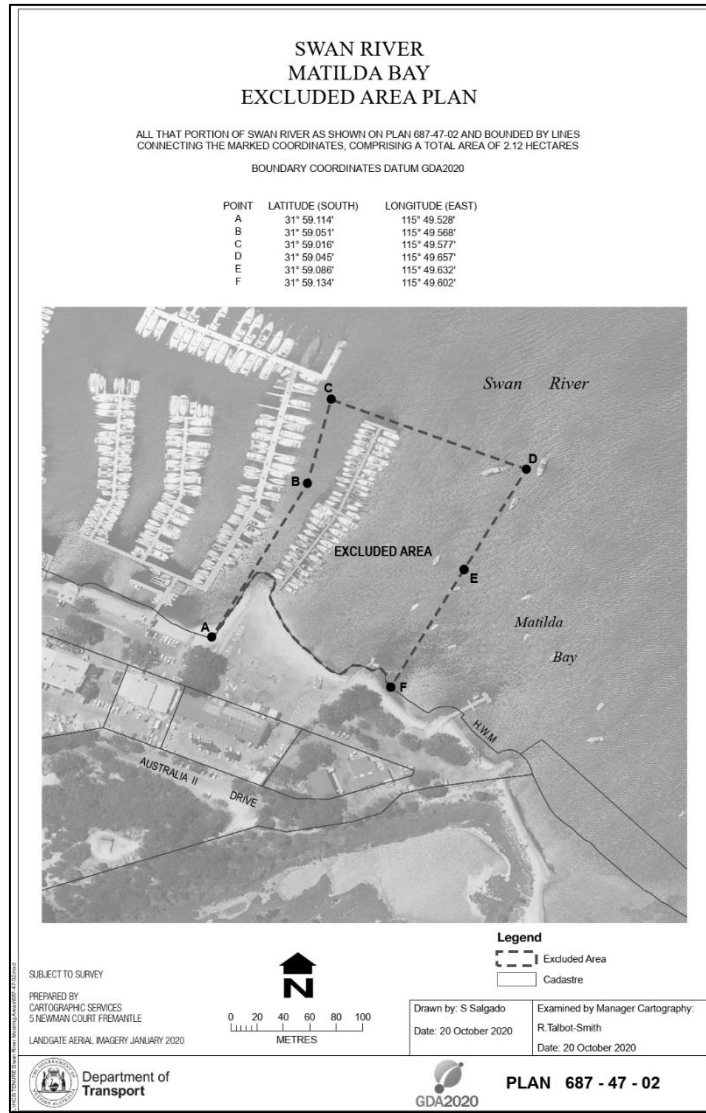 SWAN RIVER
MATILDA BAY
EXCLUDED AREA PLAN
ALL THAT PORTION OF SWAN RIVER AS SHOWN ON PLAN 687-47-02 AND BOUNDED BY LINES
CONNECTING THE MARKED COORDINATES, COMPRISING A TOTAL AREA OF 2.12 HECTARES
BOUNDARY COORDINATES DATUM GDA2020
POINT LATITUDE (SOUTH) LONGITUDE (EAST)
A 31° 59.114' 115° 49.528'
B 31° 59.051' 115° 49.568'
C 31° 59.016' 115° 49.577'
D 31° 59.045' 115° 49.657'
E 31° 59.086' 115° 49.632'
F 31° 59.134' 115° 49.602'
C
Swan River
D
B
EXCLUDED AREA
E
A
Matilda
Bay
F
H.W.M
AUSTRALIA II
DRIVE
Legend
Excluded Area
Cadastre
SUBJECT TO SURVEY
PREPARED BY
CARTOGRAPHIC SERVICES
5 NEWMAN COURT FREMANTLE
LANDGATE AERIAL IMAGERY JANUARY 2020
N
0 20 40 60 80 100
METRES
Drawn by: S Salgado
Date: 20 October 2020
Examined by Manager Cartography:
R.Talbot-Smith
Date: 20 October 2020
Department of
Transport
GDA2020
PLAN 687 - 47 - 02